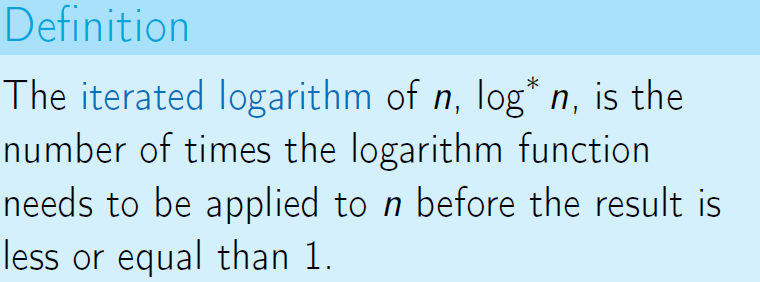 Definition
The iterated logarithm of n, log* n, is the
number of times the logarithm function
needs to be applied to n before the result is
less or equal than 1.